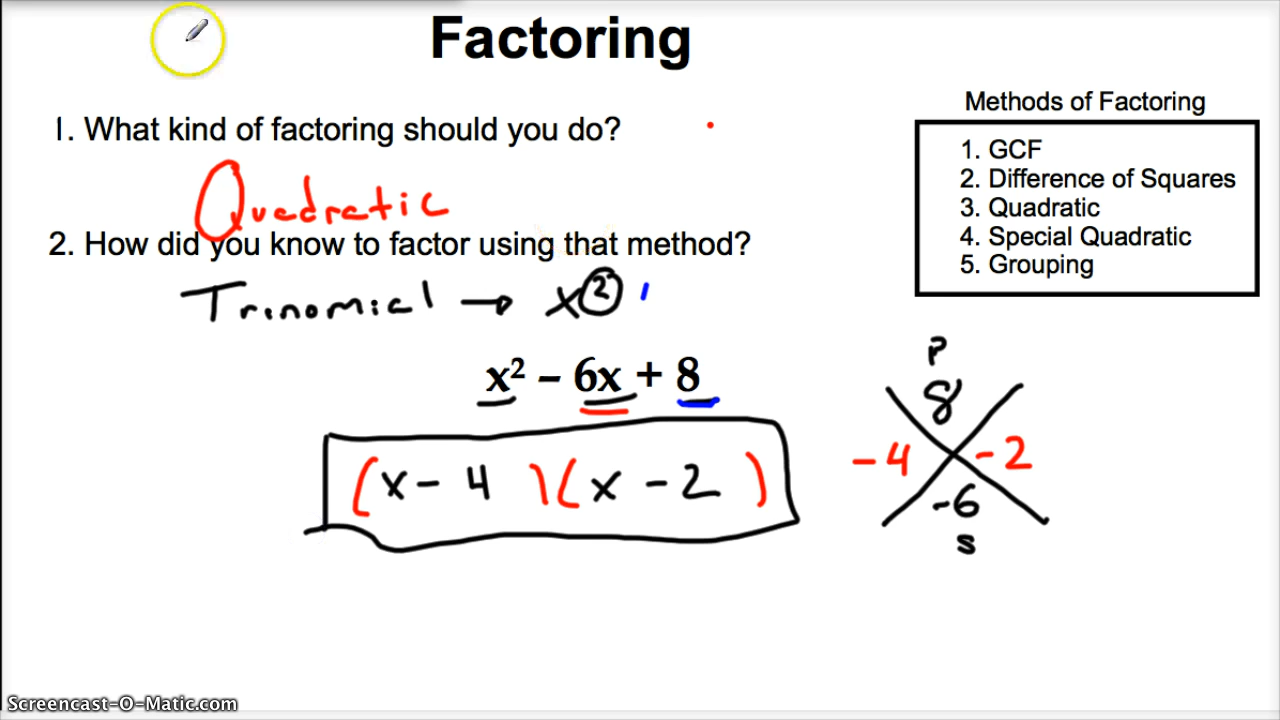 Factoring
1. What kind of factoring should you do?
Quadratic
2. How did you know to factor using that method?
Trinomial → x²
x² – 6x + 8
(x – 4)(x – 2)
Methods of Factoring
1. GCF
2. Difference of Squares
3. Quadratic
4. Special Quadratic
5. Grouping
P
8
-4 -2
-6
S
Screencast-O-Matic.com